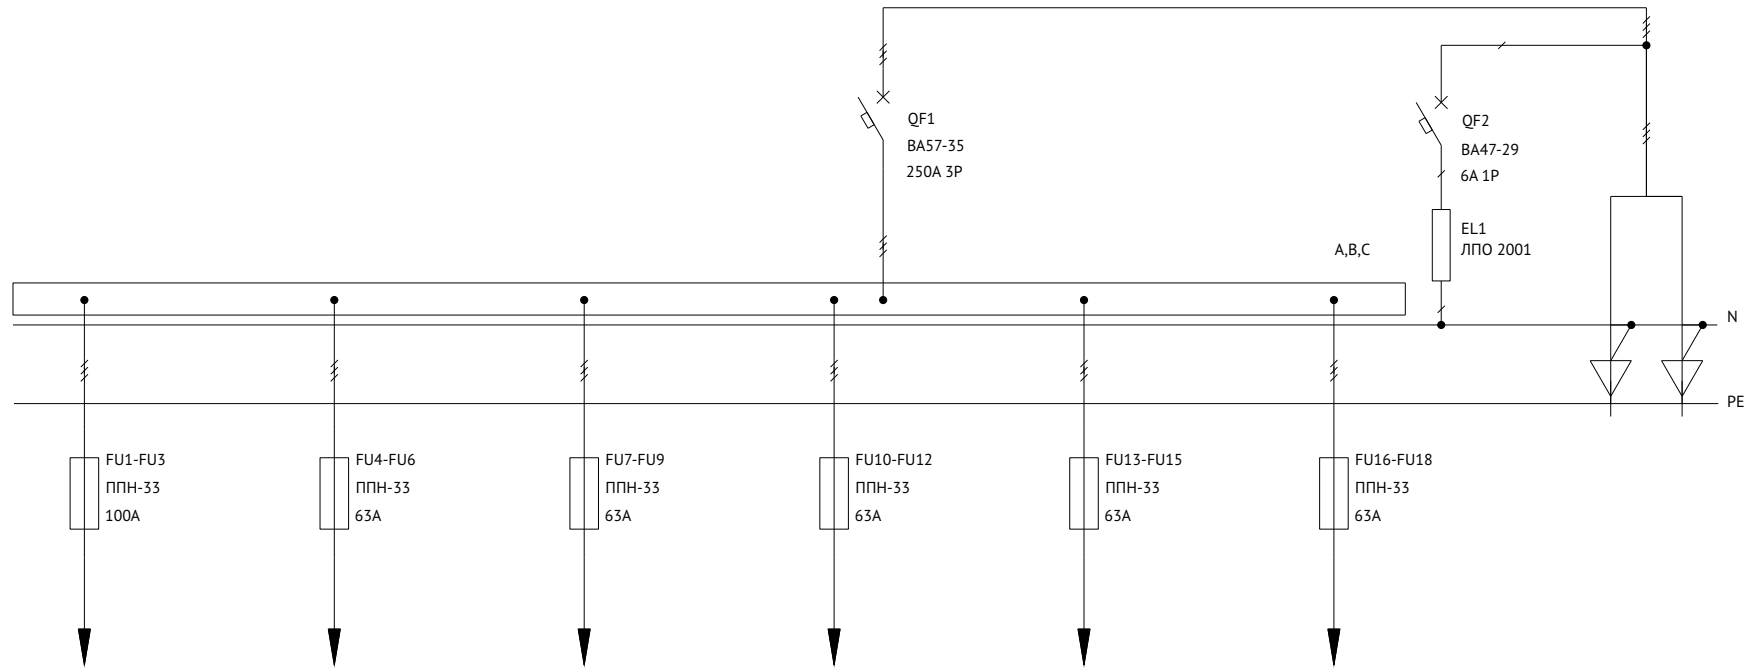 QF1
ВА57-35
250А 3Р
QF2
ВА47-29
6А 1Р
EL1
ЛПО 2001
A,B,C
N
PE
FU1-FU3
ППН-33
100А
FU4-FU6
ППН-33
63А
FU7-FU9
ППН-33
63А
FU10-FU12
ППН-33
63А
FU13-FU15
ППН-33
63А
FU16-FU18
ППН-33
63А